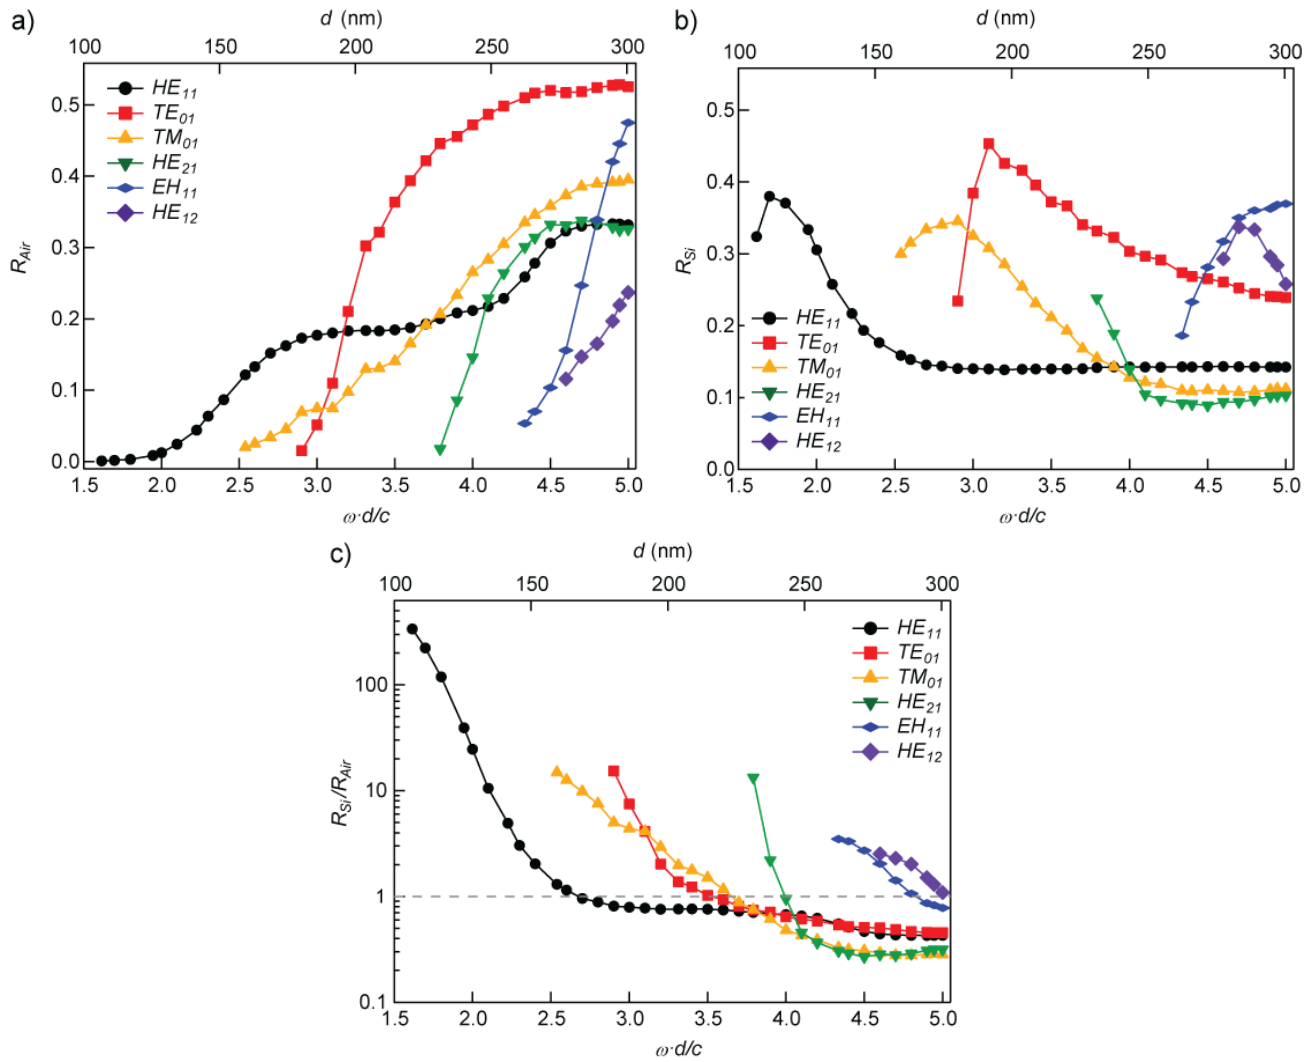 a)
d (nm)
100 150 200 250 300
R_Air
0.5
0.4
0.3
0.2
0.1
0.0
HE11
TE01
TM01
HE21
EH11
HE12
1.5 2.0 2.5 3.0 3.5 4.0 4.5 5.0
ω·d/c
b)
d (nm)
100 150 200 250 300
R_Si
0.5
0.4
0.3
0.2
0.1
0.0
HE11
TE01
TM01
HE21
EH11
HE12
1.5 2.0 2.5 3.0 3.5 4.0 4.5 5.0
ω·d/c
c)
d (nm)
100 150 200 250 300
R_Si/R_Air
100
10
1
0.1
HE11
TE01
TM01
HE21
EH11
HE12
1.5 2.0 2.5 3.0 3.5 4.0 4.5 5.0
ω·d/c